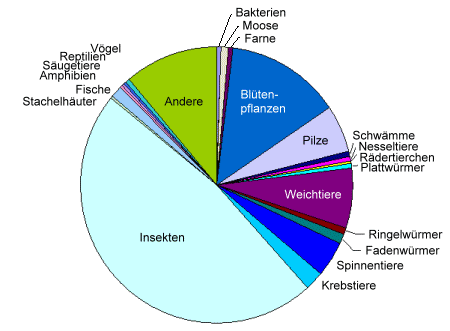 Bakterien
Moose
Farne
Blüten-
pflanzen
Pilze
Schwämme
Nesseltiere
Rädertierchen
Plattwürmer
Weichtiere
Ringelwürmer
Fadenwürmer
Spinnentiere
Krebstiere
Insekten
Stachelhäuter
Fische
Amphibien
Säugetiere
Reptilien
Vögel
Andere